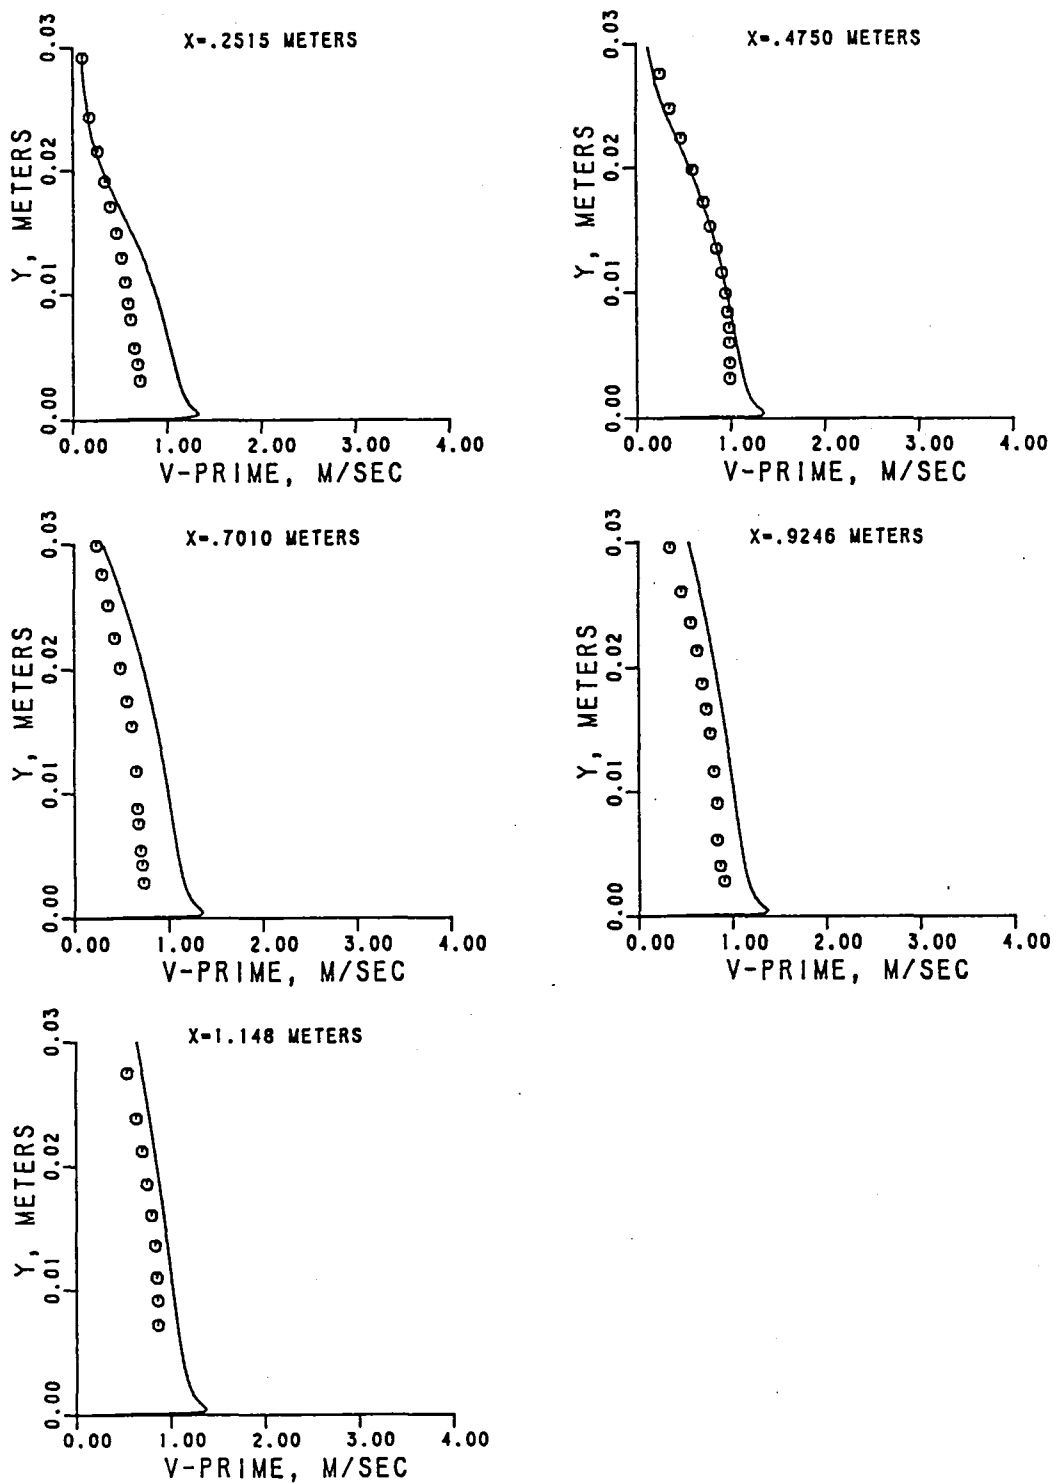 X=.2515 METERS
0.03
0.02
0.01
0.00
Y, METERS
0.00 1.00 2.00 3.00 4.00
V-PRIME, M/SEC
X=.4750 METERS
0.03
0.02
0.01
0.00
Y, METERS
0.00 1.00 2.00 3.00 4.00
V-PRIME, M/SEC
X=.7010 METERS
0.03
0.02
0.01
0.00
Y, METERS
0.00 1.00 2.00 3.00 4.00
V-PRIME, M/SEC
X=.9246 METERS
0.03
0.02
0.01
0.00
Y, METERS
0.00 1.00 2.00 3.00 4.00
V-PRIME, M/SEC
X=1.148 METERS
0.03
0.02
0.01
0.00
Y, METERS
0.00 1.00 2.00 3.00 4.00
V-PRIME, M/SEC